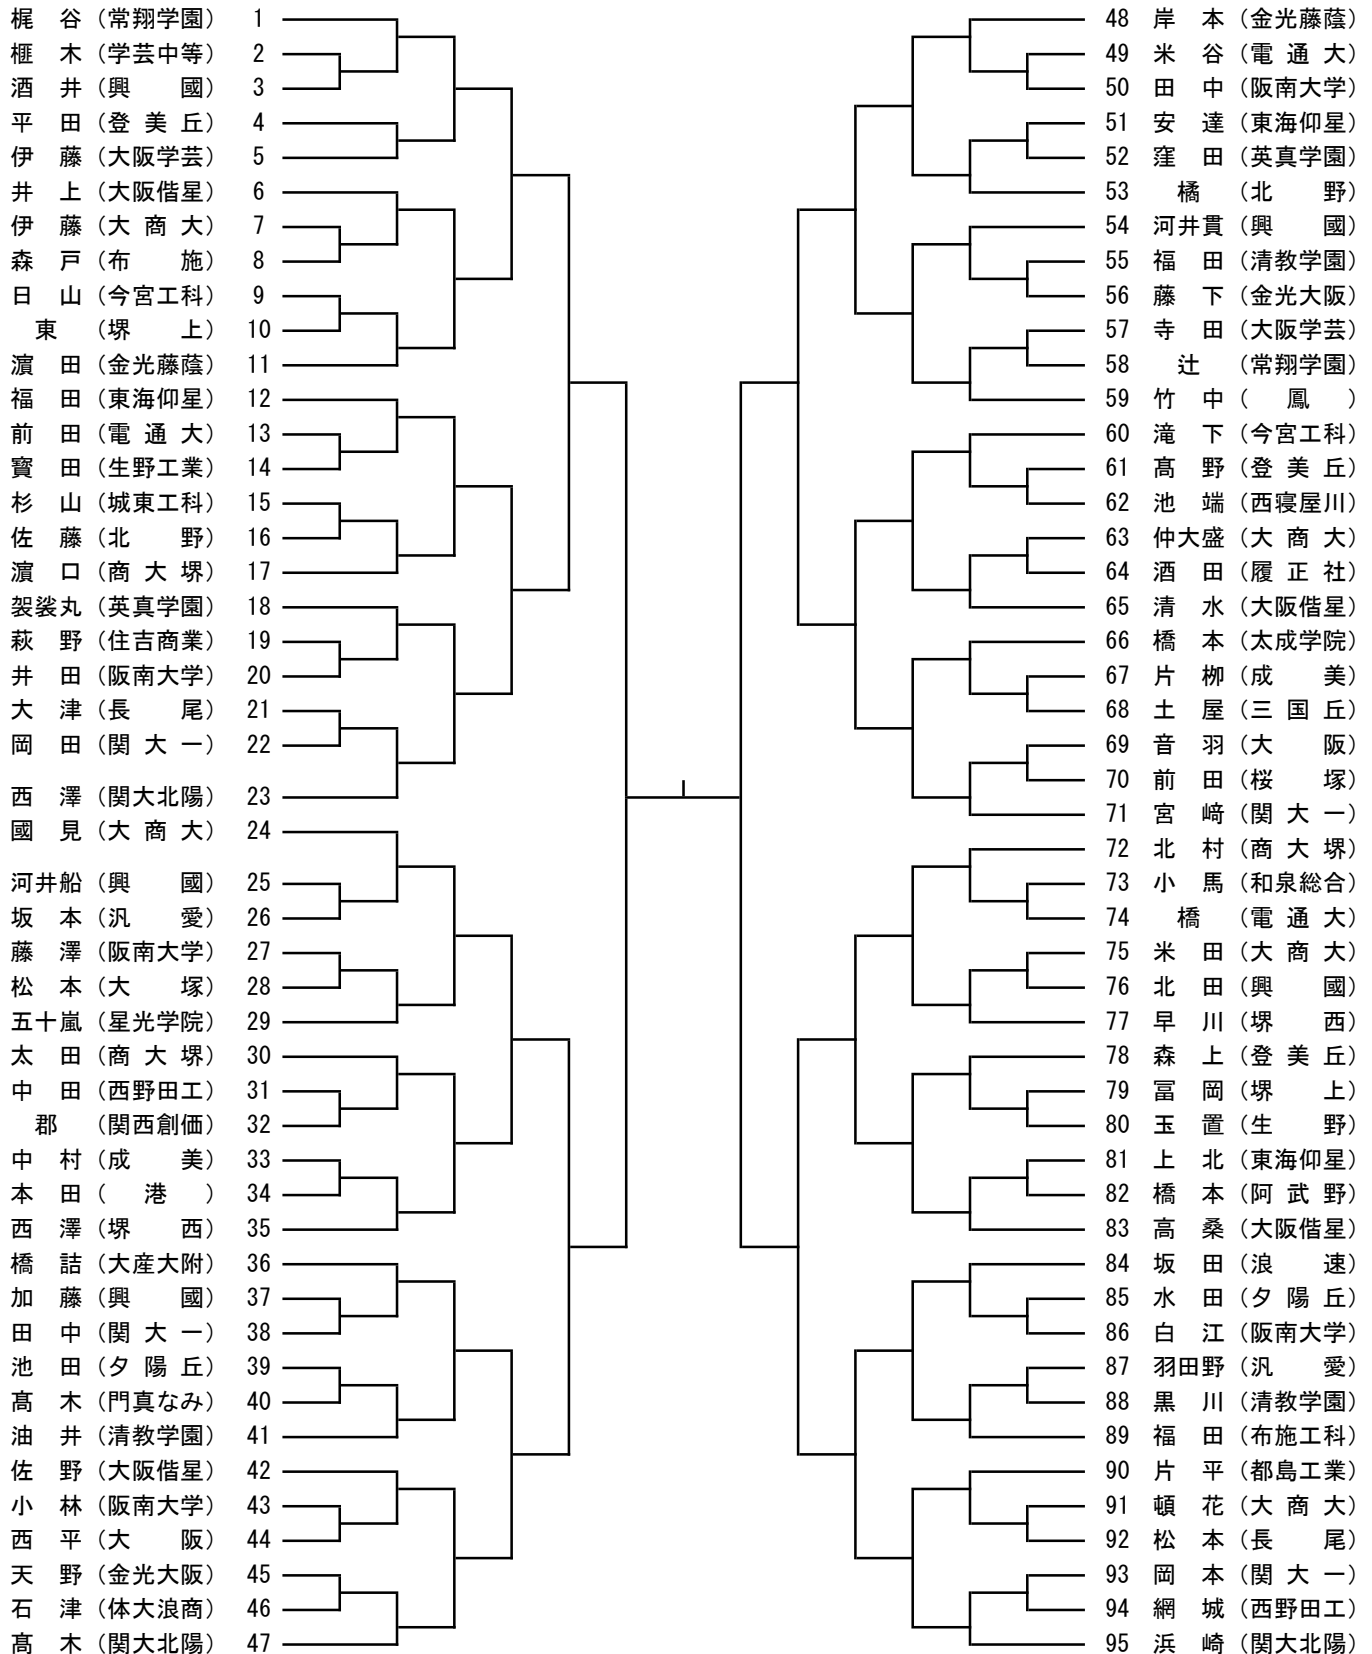 梶 谷 (常翔学園) 1
榧 木 (学芸中等) 2
酒 井 (興 國) 3
平 田 (登 美 丘) 4
伊 藤 (大阪学芸) 5
井 上 (大阪偕星) 6
伊 藤 (大 商 大) 7
森 戸 (布 施) 8
日 山 (今宮工科) 9
東 (堺 上) 10
濵 田 (金光藤蔭) 11
福 田 (東海仰星) 12
前 田 (電 通 大) 13
寳 田 (生野工業) 14
杉 山 (城東工科) 15
佐 藤 (北 野) 16
濵 口 (商 大 堺) 17
袈裟丸 (英真学園) 18
萩 野 (住吉商業) 19
井 田 (阪南大学) 20
大 津 (長 尾) 21
岡 田 (関 大 一) 22
西 澤 (関大北陽) 23
國 見 (大 商 大) 24
河井船 (興 國) 25
坂 本 (汎 愛) 26
藤 澤 (阪南大学) 27
松 本 (大 塚) 28
五十嵐 (星光学院) 29
太 田 (商 大 堺) 30
中 田 (西野田工) 31
郡 (関西創価) 32
中 村 (成 美) 33
本 田 ( 港 ) 34
西 澤 (堺 西) 35
橋 詰 (大産大附) 36
加 藤 (興 國) 37
田 中 (関 大 一) 38
池 田 (夕 陽 丘) 39
髙 木 (門真なみ) 40
油 井 (清教学園) 41
佐 野 (大阪偕星) 42
小 林 (阪南大学) 43
西 平 (大 阪) 44
天 野 (金光大阪) 45
石 津 (体大浪商) 46
髙 木 (関大北陽) 47
48 岸 本 (金光藤蔭)
49 米 谷 (電 通 大)
50 田 中 (阪南大学)
51 安 達 (東海仰星)
52 窪 田 (英真学園)
53 橘 (北 野)
54 河井貫 (興 國)
55 福 田 (清教学園)
56 藤 下 (金光大阪)
57 寺 田 (大阪学芸)
58 辻 (常翔学園)
59 竹 中 ( 鳳 )
60 滝 下 (今宮工科)
61 髙 野 (登 美 丘)
62 池 端 (西寝屋川)
63 仲大盛 (大 商 大)
64 酒 田 (履 正 社)
65 清 水 (大阪偕星)
66 橋 本 (太成学院)
67 片 栁 (成 美)
68 土 屋 (三 国 丘)
69 音 羽 (大 阪)
70 前 田 (桜 塚)
71 宮 﨑 (関 大 一)
72 北 村 (商 大 堺)
73 小 馬 (和泉総合)
74 橋 (電 通 大)
75 米 田 (大 商 大)
76 北 田 (興 國)
77 早 川 (堺 西)
78 森 上 (登 美 丘)
79 冨 岡 (堺 上)
80 玉 置 (生 野)
81 上 北 (東海仰星)
82 橋 本 (阿 武 野)
83 高 桑 (大阪偕星)
84 坂 田 (浪 速)
85 水 田 (夕 陽 丘)
86 白 江 (阪南大学)
87 羽田野 (汎 愛)
88 黒 川 (清教学園)
89 福 田 (布施工科)
90 片 平 (都島工業)
91 頓 花 (大 商 大)
92 松 本 (長 尾)
93 岡 本 (関 大 一)
94 網 城 (西野田工)
95 浜 崎 (関大北陽)